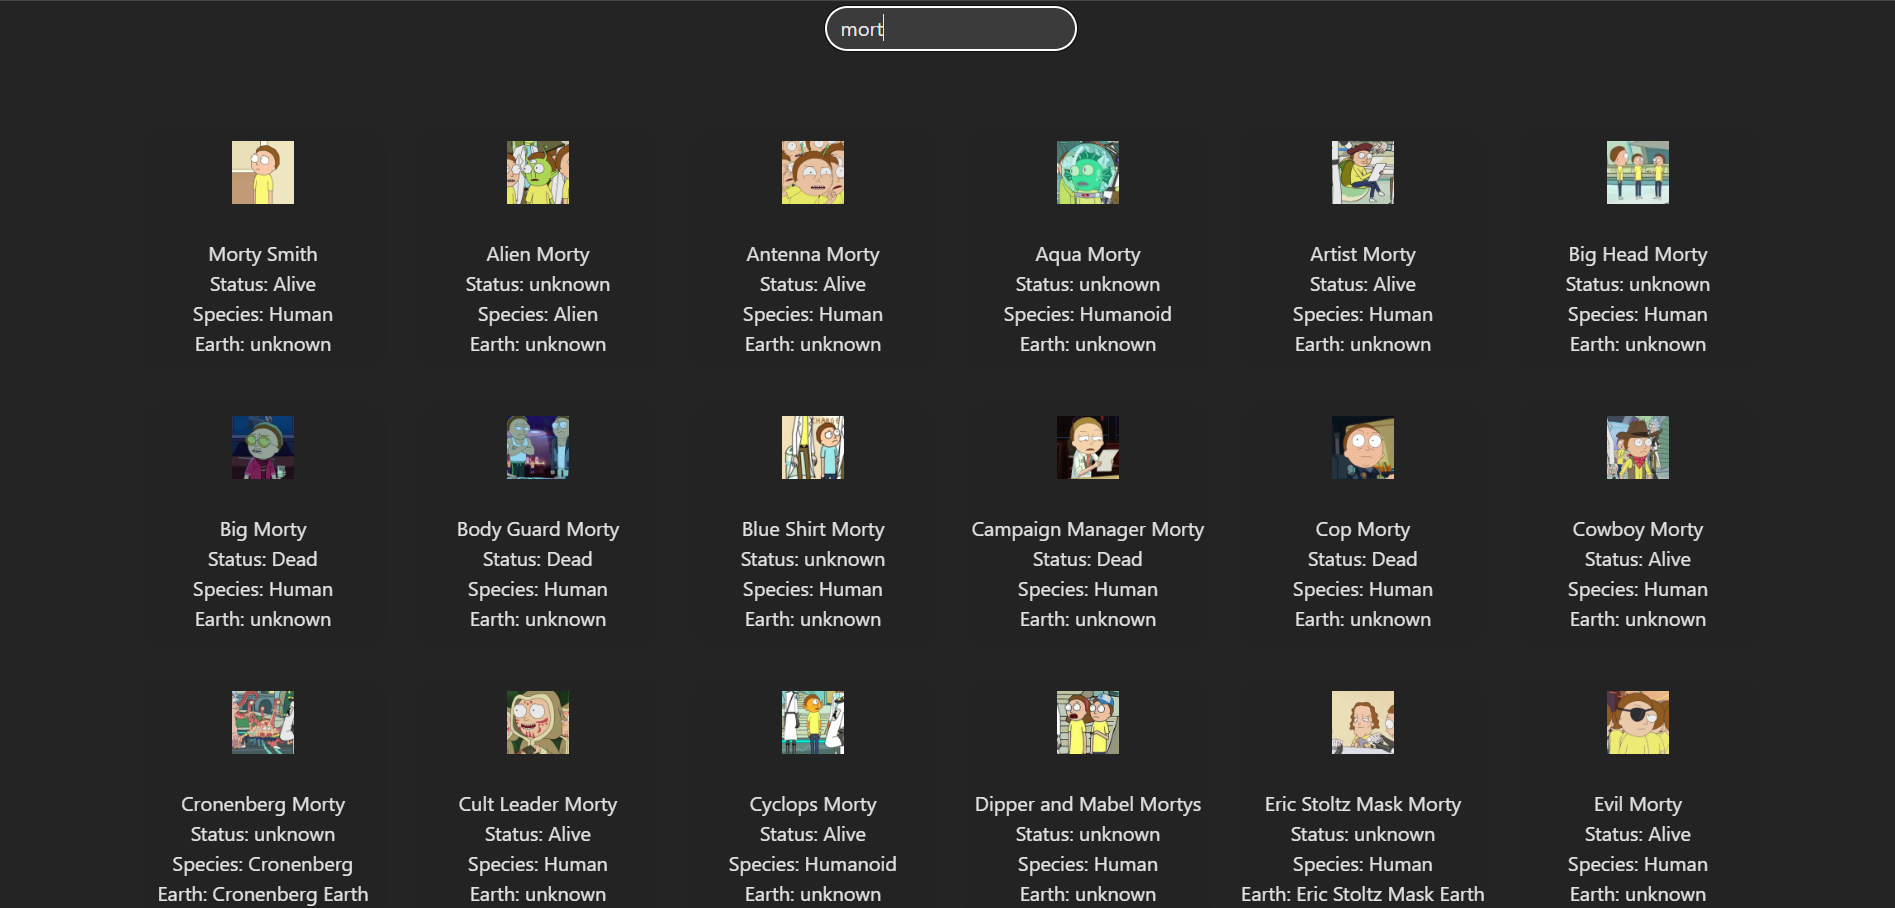 mort
Morty Smith
Status: Alive
Species: Human
Earth: unknown
Alien Morty
Status: unknown
Species: Alien
Earth: unknown
Antenna Morty
Status: Alive
Species: Human
Earth: unknown
Aqua Morty
Status: unknown
Species: Humanoid
Earth: unknown
Artist Morty
Status: Alive
Species: Human
Earth: unknown
Big Head Morty
Status: unknown
Species: Human
Earth: unknown
Big Morty
Status: Dead
Species: Human
Earth: unknown
Body Guard Morty
Status: Dead
Species: Human
Earth: unknown
Blue Shirt Morty
Status: unknown
Species: Human
Earth: unknown
Campaign Manager Morty
Status: Dead
Species: Human
Earth: unknown
Cop Morty
Status: Dead
Species: Human
Earth: unknown
Cowboy Morty
Status: Alive
Species: Human
Earth: unknown
Cronenberg Morty
Status: unknown
Species: Cronenberg
Earth: Cronenberg Earth
Cult Leader Morty
Status: Alive
Species: Human
Earth: unknown
Cyclops Morty
Status: Alive
Species: Humanoid
Earth: unknown
Dipper and Mabel Mortys
Status: unknown
Species: Human
Earth: unknown
Eric Stoltz Mask Morty
Status: unknown
Species: Human
Earth: Eric Stoltz Mask Earth
Evil Morty
Status: Alive
Species: Human
Earth: unknown